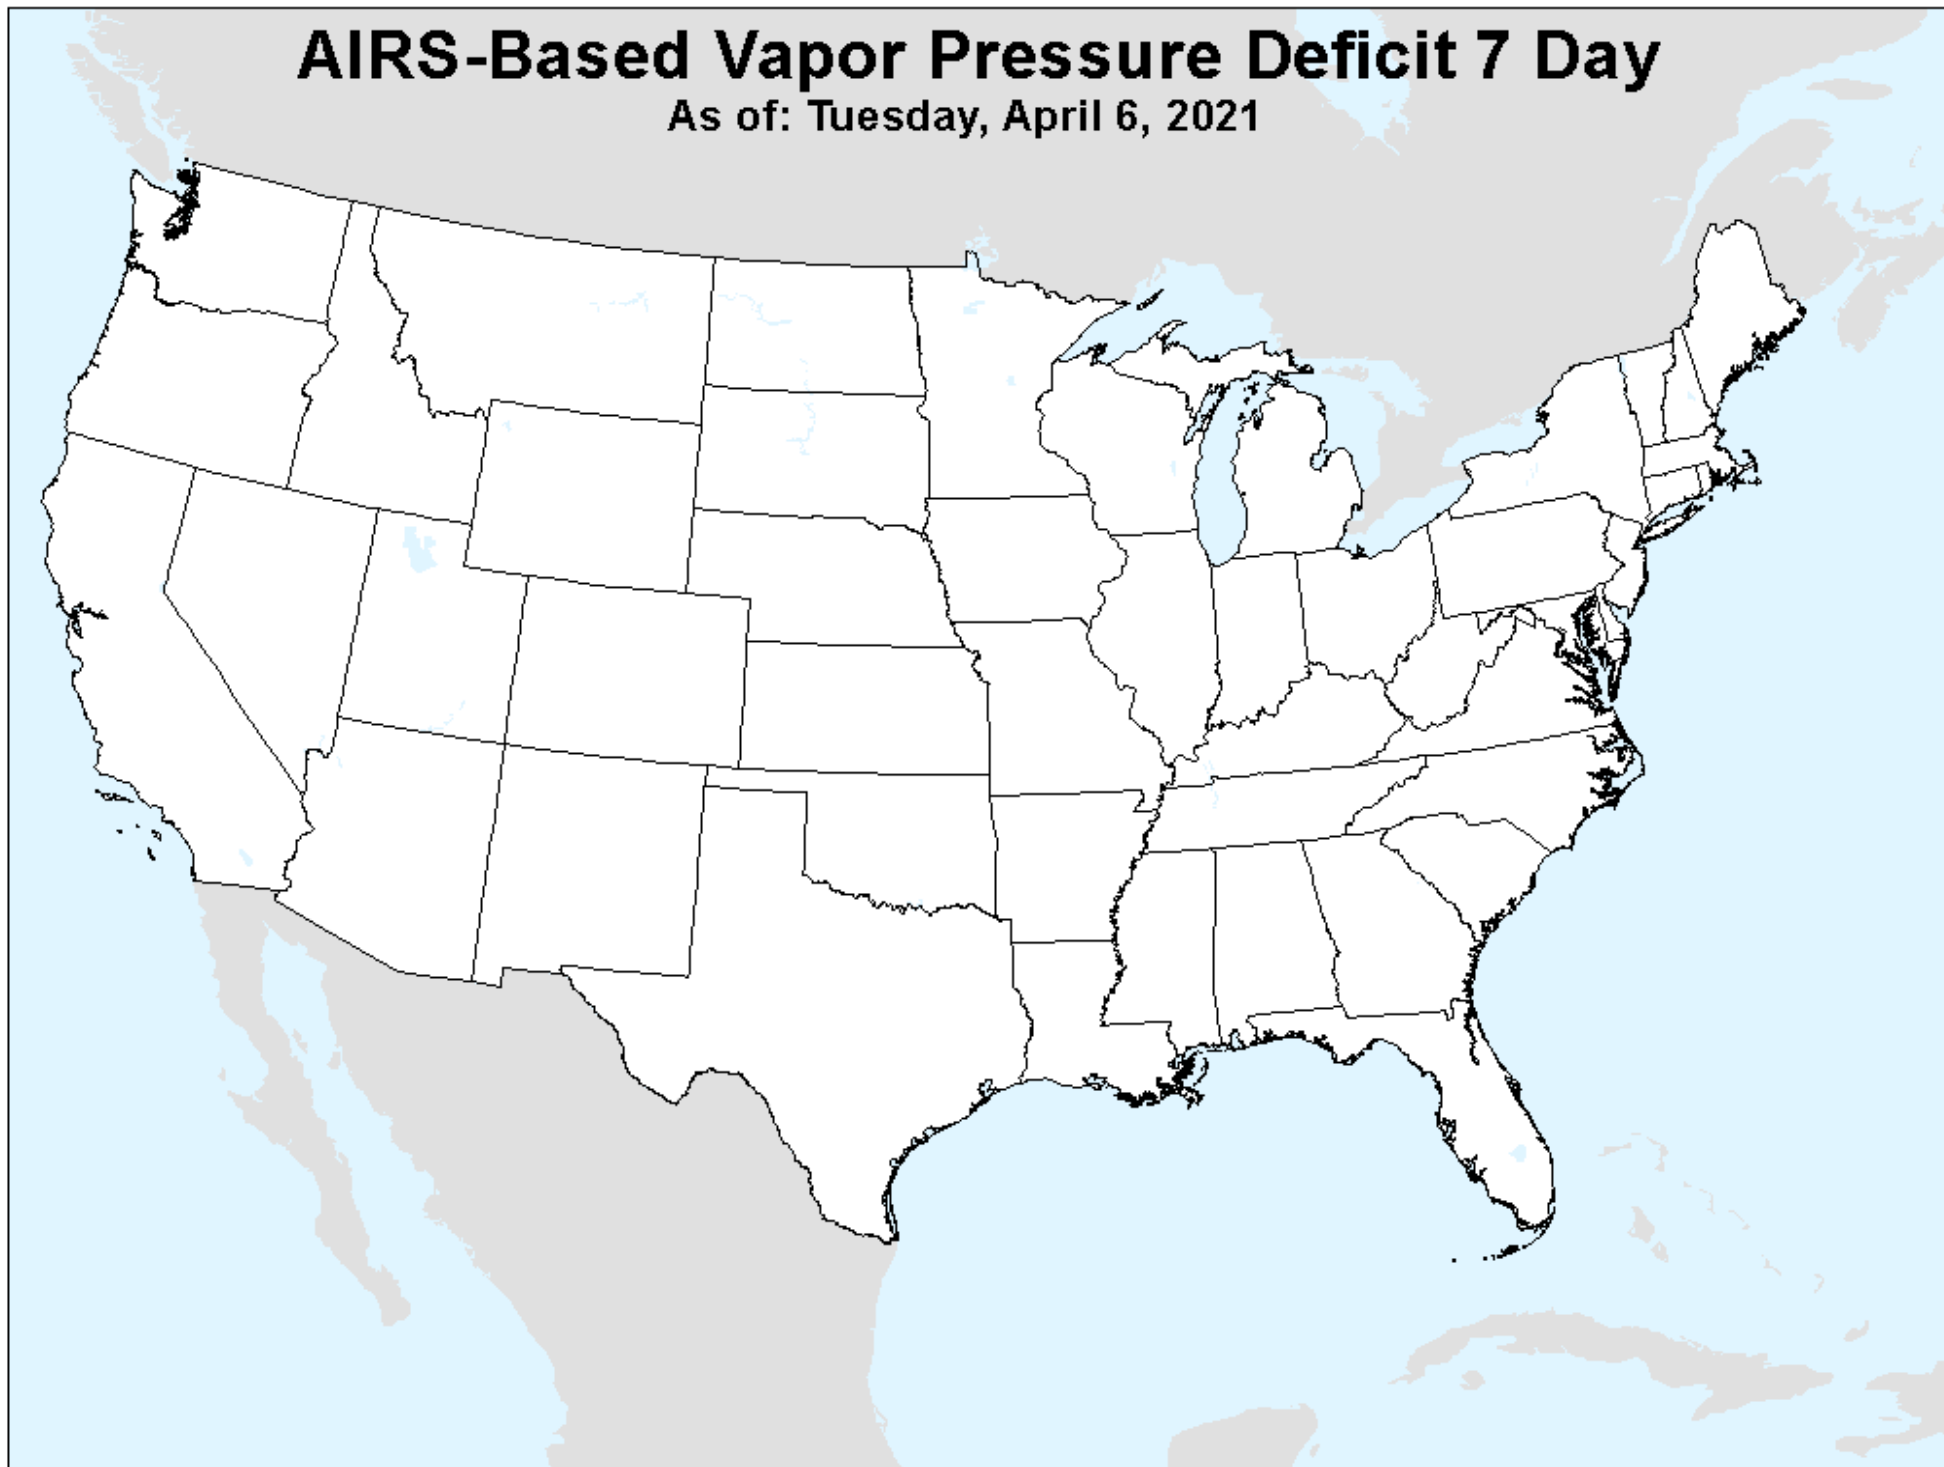 AIRS-Based Vapor Pressure Deficit 7 Day
As of: Tuesday, April 6, 2021